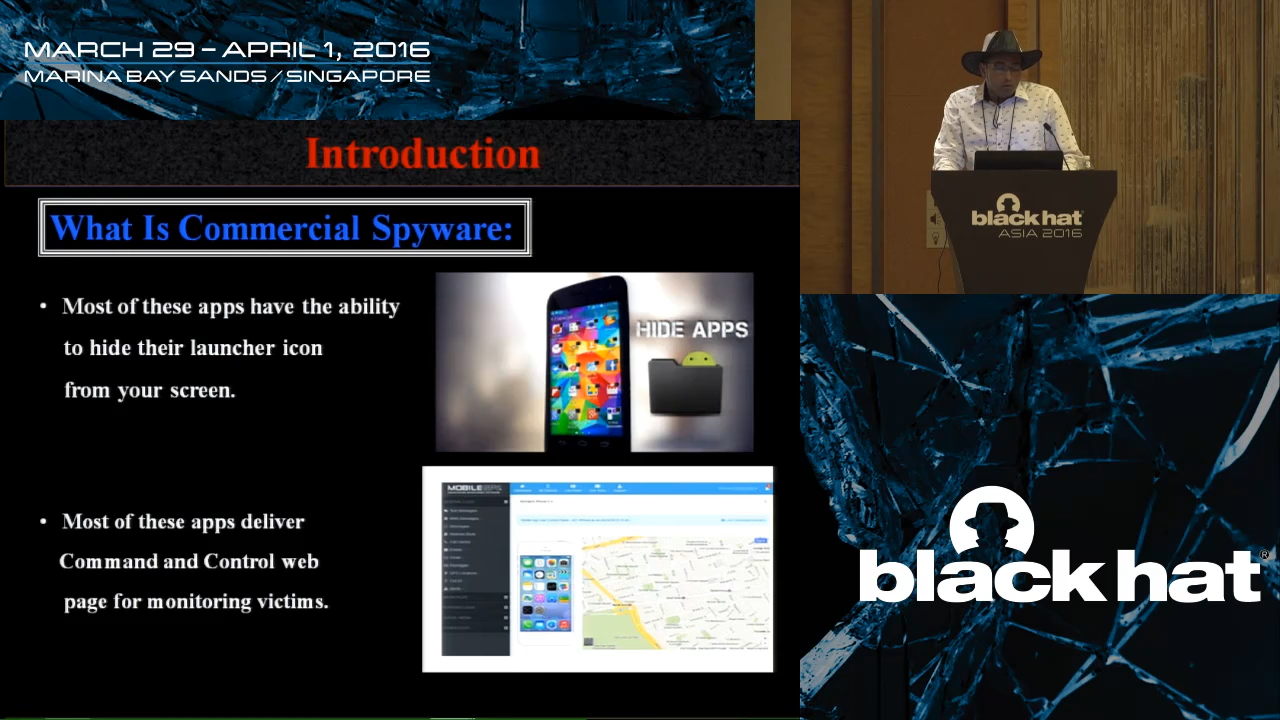 MARCH 29 – APRIL 1, 2016
MARINA BAY SANDS / SINGAPORE
Introduction
What Is Commercial Spyware:
• Most of these apps have the ability
to hide their launcher icon
from your screen.
HIDE APPS
• Most of these apps deliver
Command and Control web
page for monitoring victims.
MOBILE
black hat
ASIA 2016
black hat®